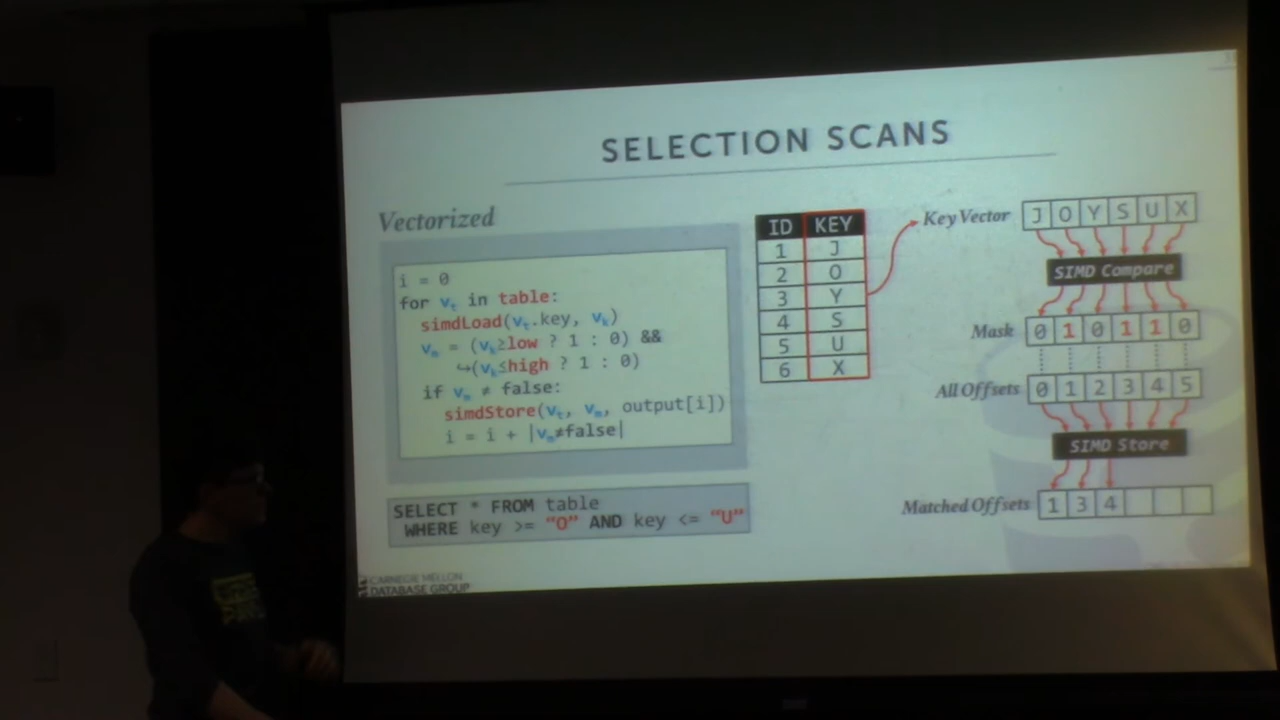 SELECTION SCANS
Vectorized
i = 0
for vₜ in table:
simdLoad(vₜ.key, vₖ)
vₘ = (vₖ≥low ? 1 : 0) &&
↪(vₖ≤high ? 1 : 0)
if vₘ ≠ false:
simdStore(vₜ, vₘ, output[i])
i = i + |vₘ≠false|
SELECT * FROM table
WHERE key >= "O" AND key <= "U"
ID KEY
1 J
2 O
3 Y
4 S
5 U
6 X
Key Vector J O Y S U X
SIMD Compare
Mask 0 1 0 1 1 0
All Offsets 0 1 2 3 4 5
SIMD Store
Matched Offsets 1 3 4
CARNEGIE MELLON
DATABASE GROUP